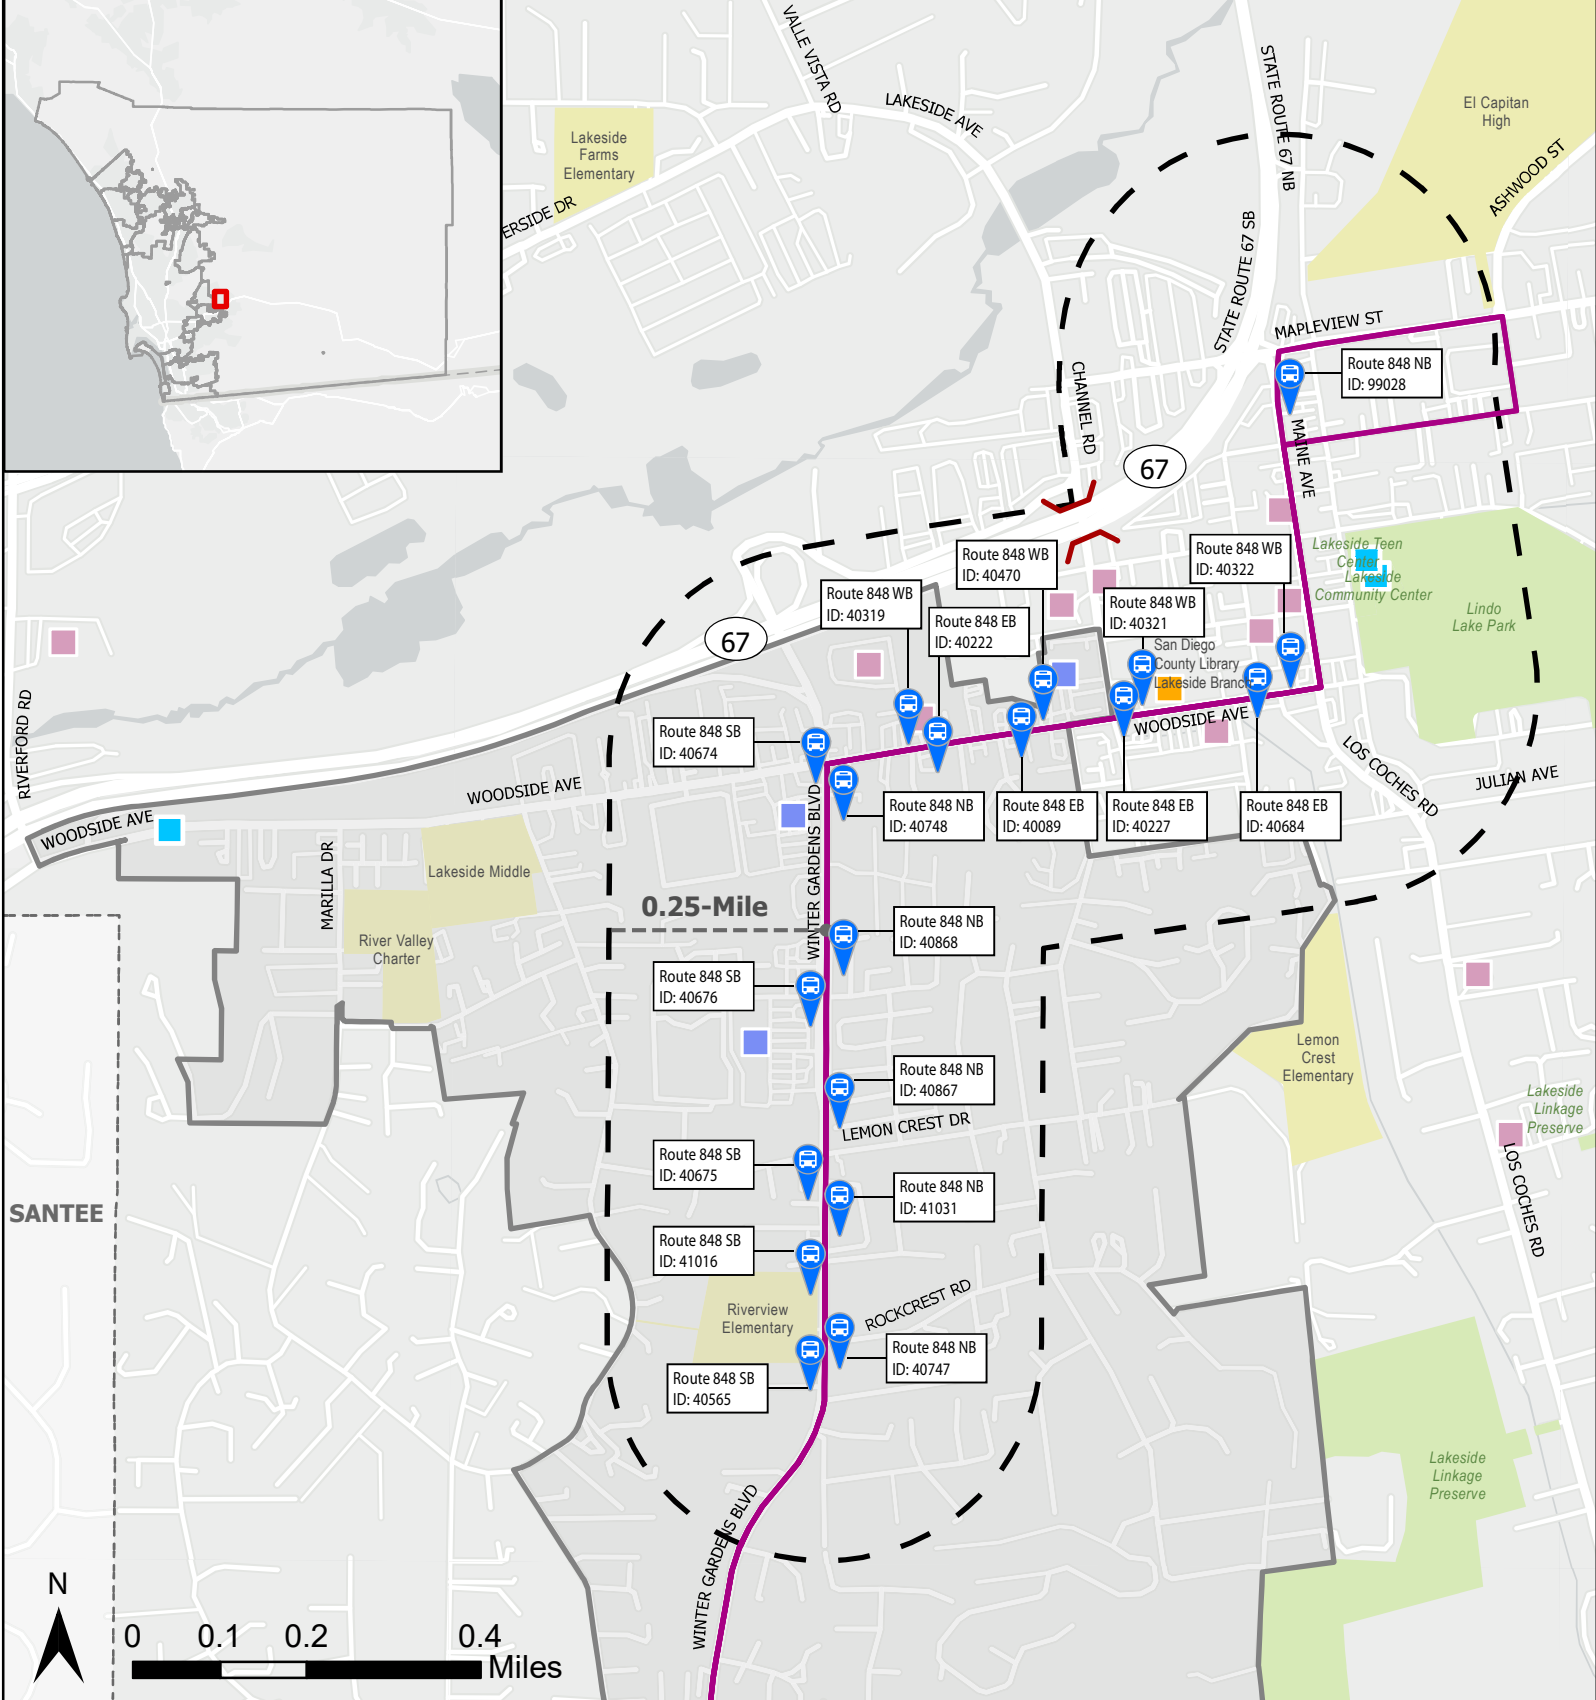 VALLE VISTA RD
LAKESIDE AVE
STATE ROUTE 67 NB
El Capitan
High
Lakeside
Farms
Elementary
ASHWOOD ST
ERSIDE DR
STATE ROUTE 67 SB
MAPLEVIEW ST
Route 848 NB
ID: 99028
CHANNEL RD
MAINE AVE
67
Lakeside Teen
Center
Lakeside
Community Center
Lindo
Lake Park
Route 848 WB
ID: 40470
Route 848 WB
ID: 40322
Route 848 WB
ID: 40319
Route 848 EB
ID: 40222
Route 848 WB
ID: 40321
67
San Diego
County Library
Lakeside Branch
RIVERFORD RD
Route 848 SB
ID: 40674
WOODSIDE AVE
LOS COCHES RD
JULIAN AVE
WOODSIDE AVE
WOODSIDE AVE
Route 848 NB
ID: 40748
Route 848 EB
ID: 40089
Route 848 EB
ID: 40227
Route 848 EB
ID: 40684
MARILLA DR
Lakeside Middle
WINTER GARDENS BLVD
0.25-Mile
Route 848 NB
ID: 40868
River Valley
Charter
Route 848 SB
ID: 40676
Lemon
Crest
Elementary
Route 848 NB
ID: 40867
LEMON CREST DR
Lakeside
Linkage
Preserve
Route 848 SB
ID: 40675
Route 848 NB
ID: 41031
LOS COCHES RD
SANTEE
Route 848 SB
ID: 41016
Riverview
Elementary
ROCKCREST RD
Route 848 NB
ID: 40747
Route 848 SB
ID: 40565
Lakeside
Linkage
Preserve
WINTER GARDENS BLVD
N
0 0.1 0.2 0.4
Miles